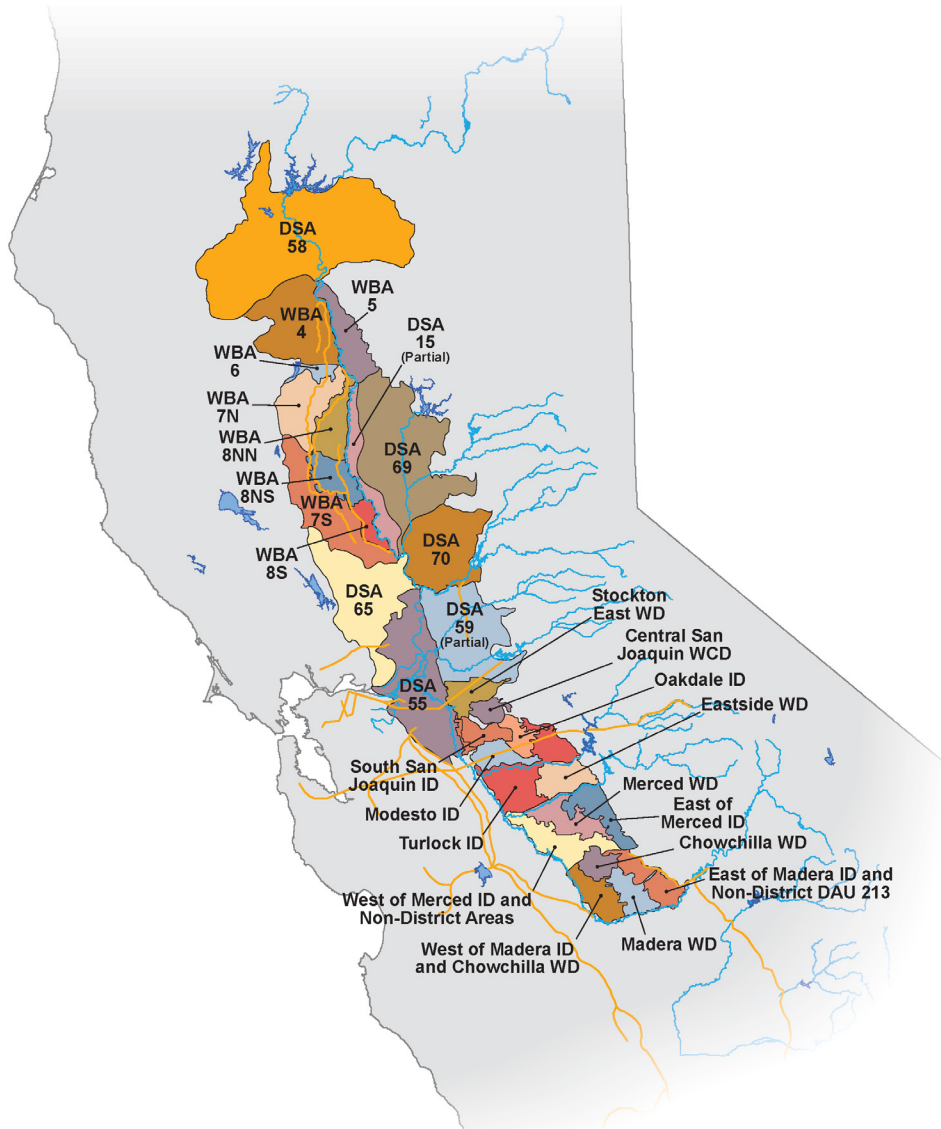 DSA
58
WBA
5
WBA
4
DSA
15
(Partial)
WBA
6
WBA
7N
WBA
8NN
DSA
69
WBA
8NS
WBA
7S
WBA
8S
DSA
70
DSA
65
DSA
59
(Partial)
Stockton
East WD
Central San
Joaquin WCD
Oakdale ID
Eastside WD
DSA
55
South San
Joaquin ID
Modesto ID
Turlock ID
Merced WD
East of
Merced ID
Chowchilla WD
East of Madera ID and
Non-District DAU 213
West of Merced ID and
Non-District Areas
West of Madera ID
and Chowchilla WD
Madera WD